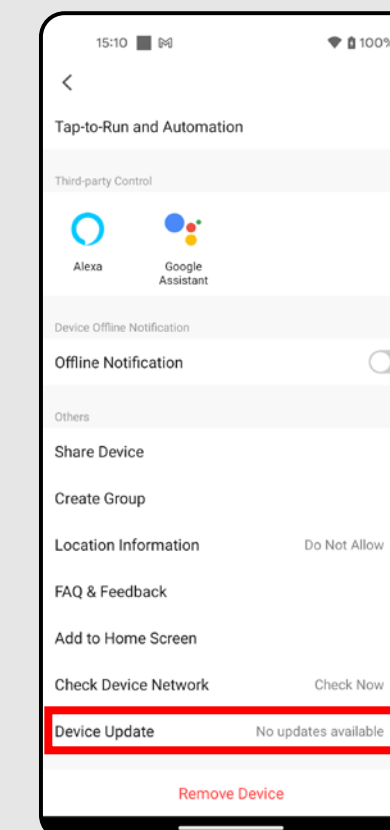 15:10 100%
Tap-to-Run and Automation
Third-party Control
Alexa
Google
Assistant
Device Offline Notification
Offline Notification
Others
Share Device
Create Group
Location Information Do Not Allow
FAQ & Feedback
Add to Home Screen
Check Device Network Check Now
Device Update No updates available
Remove Device